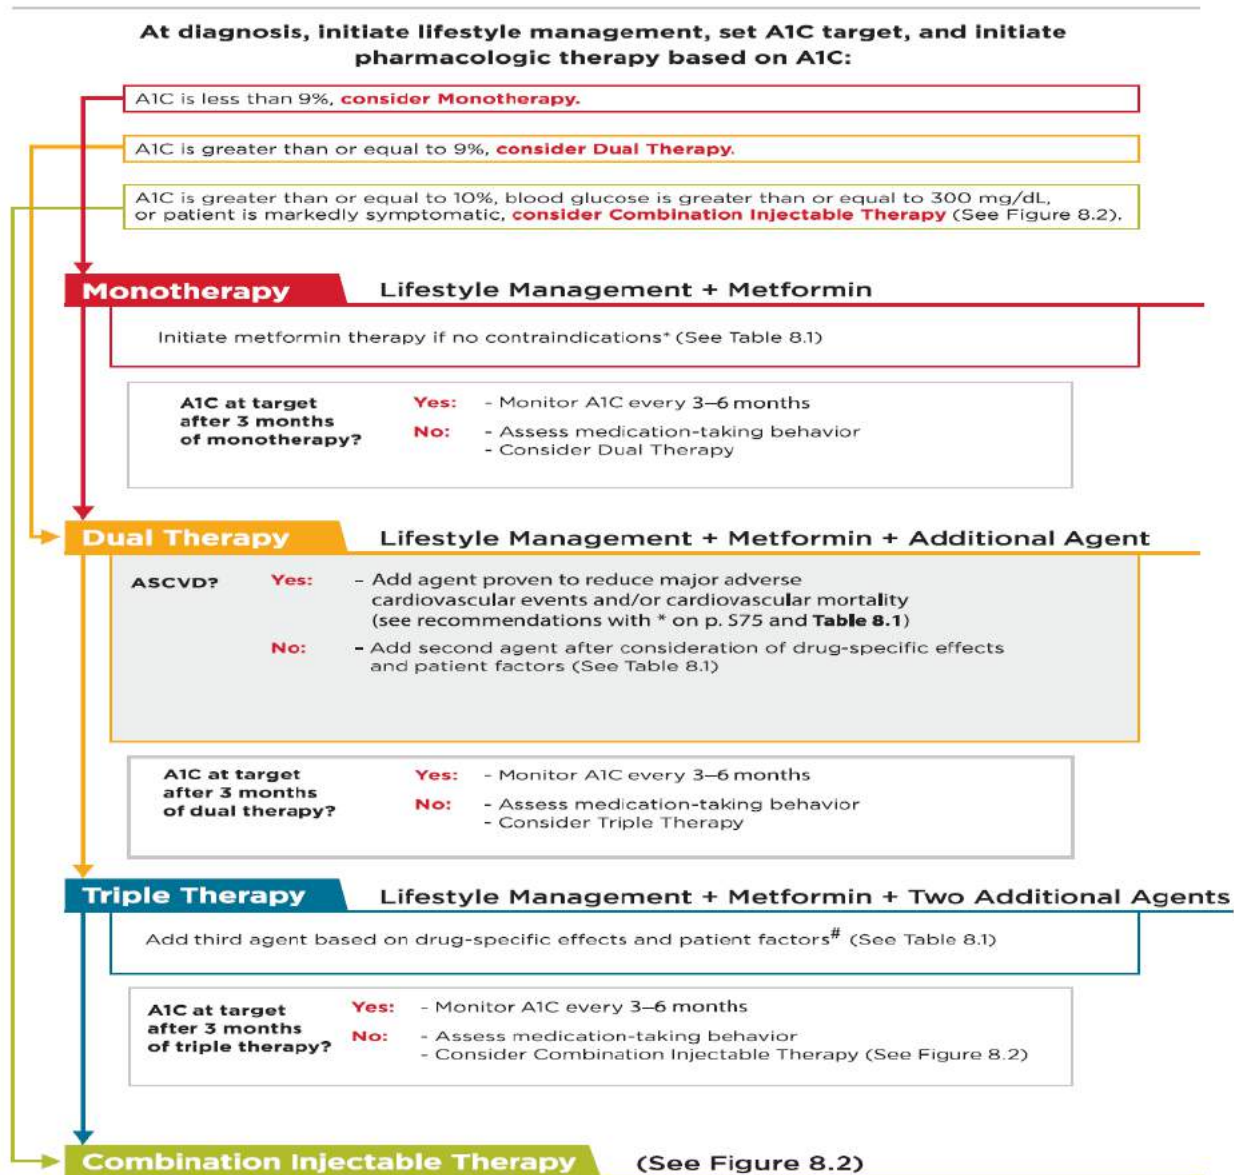 At diagnosis, initiate lifestyle management, set A1C target, and initiate
pharmacologic therapy based on A1C:
A1C is less than 9%, consider Monotherapy.
A1C is greater than or equal to 9%, consider Dual Therapy.
A1C is greater than or equal to 10%, blood glucose is greater than or equal to 300 mg/dL,
or patient is markedly symptomatic, consider Combination Injectable Therapy (See Figure 8.2).
Monotherapy Lifestyle Management + Metformin
Initiate metformin therapy if no contraindications* (See Table 8.1)
A1C at target Yes: - Monitor A1C every 3–6 months
after 3 months
of monotherapy? No: - Assess medication-taking behavior
- Consider Dual Therapy
Dual Therapy Lifestyle Management + Metformin + Additional Agent
ASCVD? Yes: – Add agent proven to reduce major adverse
cardiovascular events and/or cardiovascular mortality
(see recommendations with * on p. S75 and Table 8.1)
No: – Add second agent after consideration of drug-specific effects
and patient factors (See Table 8.1)
A1C at target Yes: - Monitor A1C every 3–6 months
after 3 months
of dual therapy? No: - Assess medication-taking behavior
- Consider Triple Therapy
Triple Therapy Lifestyle Management + Metformin + Two Additional Agents
Add third agent based on drug-specific effects and patient factors# (See Table 8.1)
A1C at target Yes: - Monitor A1C every 3–6 months
after 3 months
of triple therapy? No: - Assess medication-taking behavior
- Consider Combination Injectable Therapy (See Figure 8.2)
Combination Injectable Therapy (See Figure 8.2)